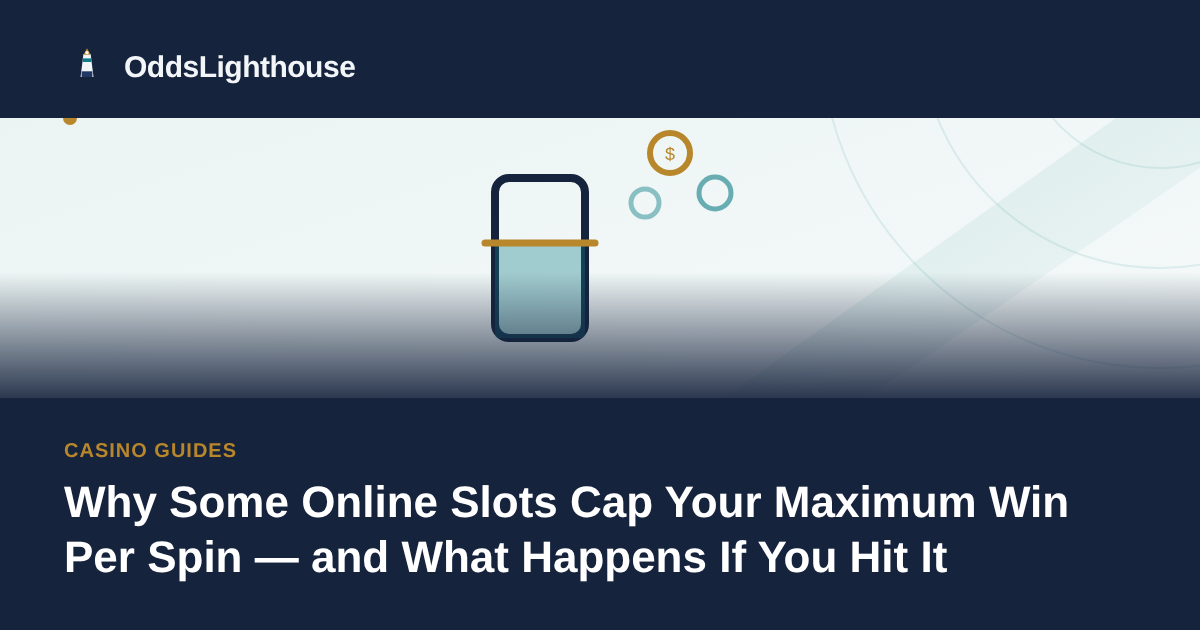 OddsLighthouse
$
CASINO GUIDES
Why Some Online Slots Cap Your Maximum Win
Per Spin — and What Happens If You Hit It